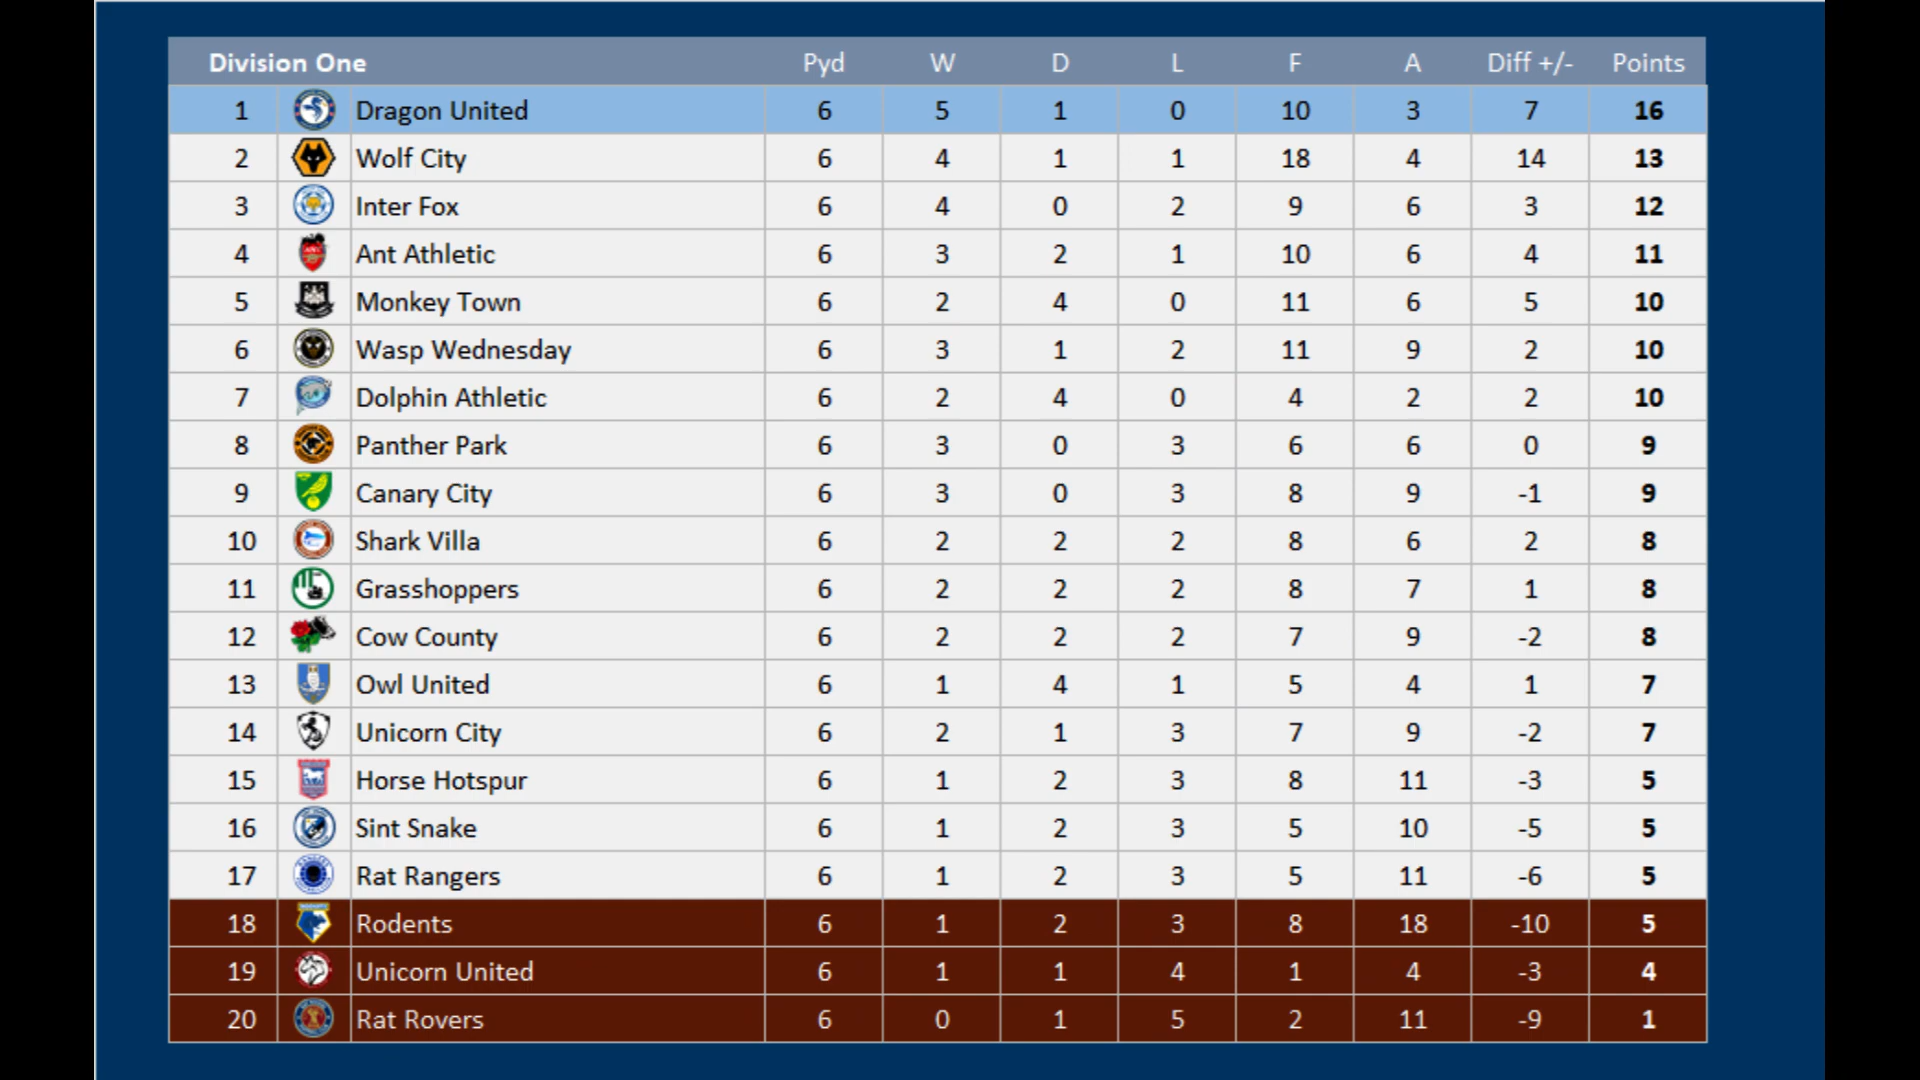 Division One Pyd W D L F A Diff +/- Points
1 Dragon United 6 5 1 0 10 3 7 16
2 Wolf City 6 4 1 1 18 4 14 13
3 Inter Fox 6 4 0 2 9 6 3 12
4 Ant Athletic 6 3 2 1 10 6 4 11
5 Monkey Town 6 2 4 0 11 6 5 10
6 Wasp Wednesday 6 3 1 2 11 9 2 10
7 Dolphin Athletic 6 2 4 0 4 2 2 10
8 Panther Park 6 3 0 3 6 6 0 9
9 Canary City 6 3 0 3 8 9 -1 9
10 Shark Villa 6 2 2 2 8 6 2 8
11 Grasshoppers 6 2 2 2 8 7 1 8
12 Cow County 6 2 2 2 7 9 -2 8
13 Owl United 6 1 4 1 5 4 1 7
14 Unicorn City 6 2 1 3 7 9 -2 7
15 Horse Hotspur 6 1 2 3 8 11 -3 5
16 Sint Snake 6 1 2 3 5 10 -5 5
17 Rat Rangers 6 1 2 3 5 11 -6 5
18 Rodents 6 1 2 3 8 18 -10 5
19 Unicorn United 6 1 1 4 1 4 -3 4
20 Rat Rovers 6 0 1 5 2 11 -9 1